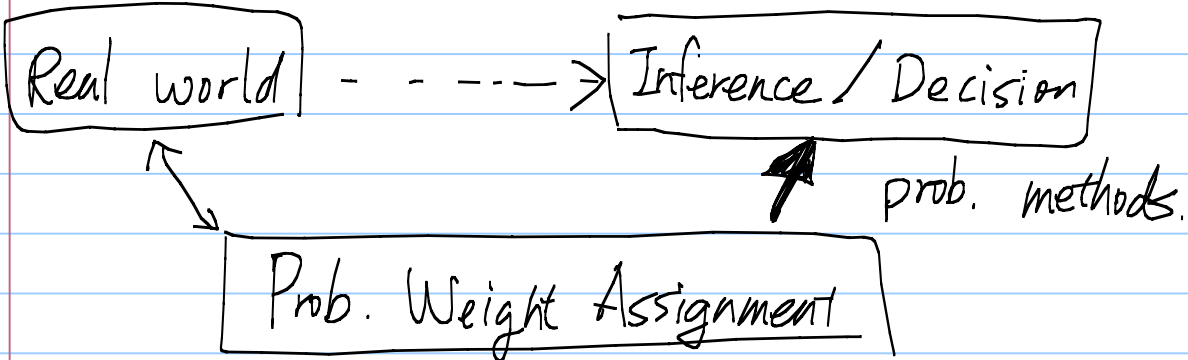 Real world
Inference / Decision
prob. methods.
Prob. Weight Assignment